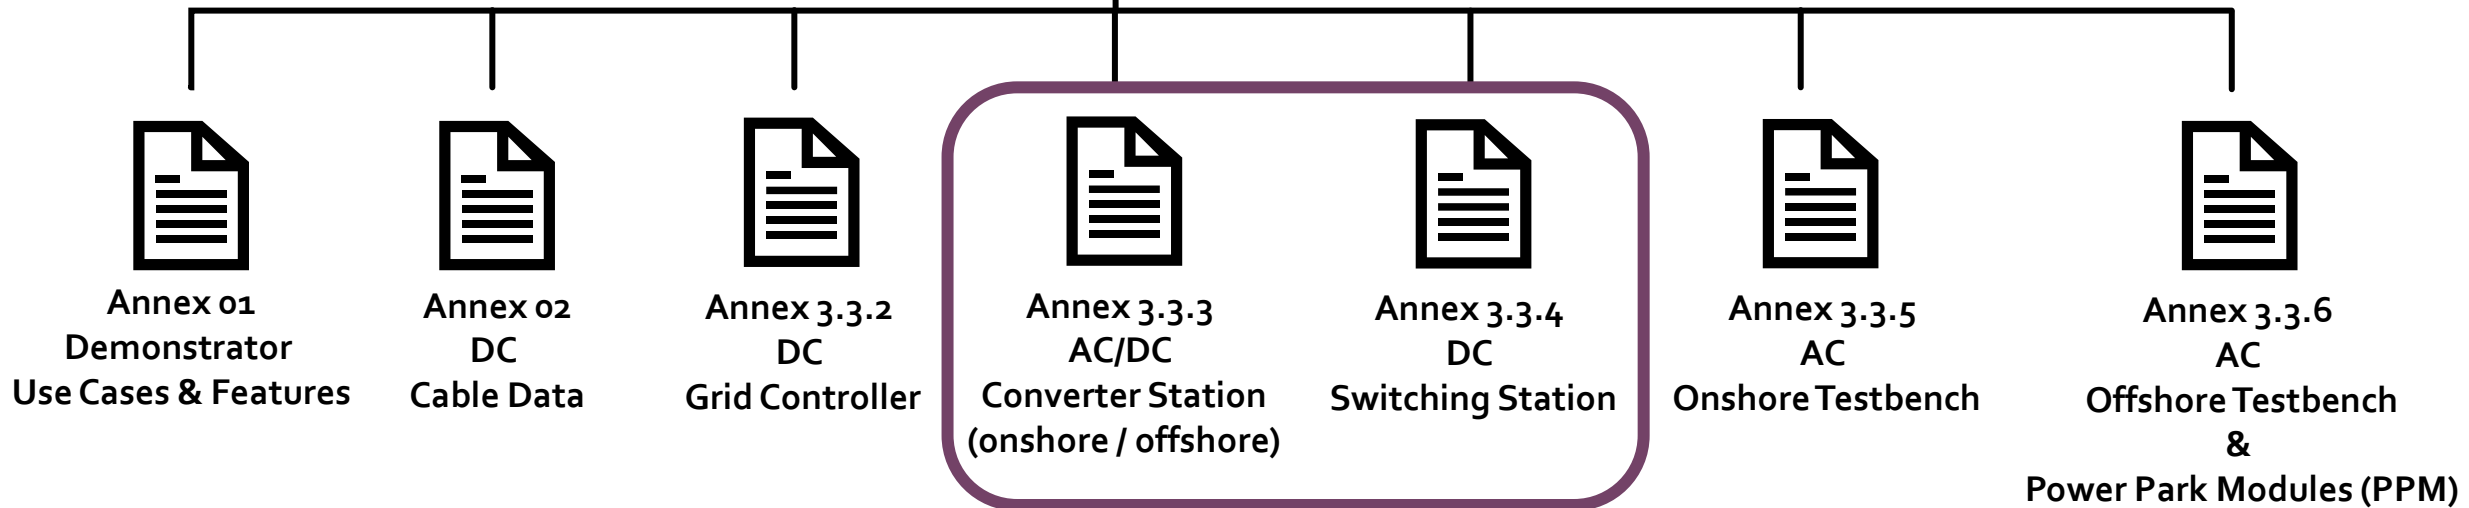 Annex 01
Demonstrator
Use Cases & Features
Annex 02
DC
Cable Data
Annex 3.3.2
DC
Grid Controller
Annex 3.3.3
AC/DC
Converter Station
(onshore / offshore)
Annex 3.3.4
DC
Switching Station
Annex 3.3.5
AC
Onshore Testbench
Annex 3.3.6
AC
Offshore Testbench
&
Power Park Modules (PPM)